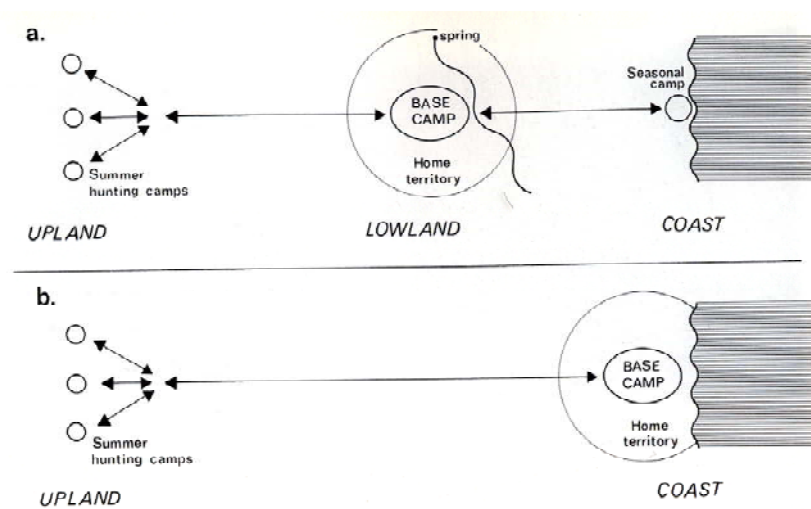 a.
spring
BASE
CAMP
Home
territory
Seasonal
camp
Summer
hunting camps
UPLAND
LOWLAND
COAST
b.
BASE
CAMP
Home
territory
Summer
hunting camps
UPLAND
COAST